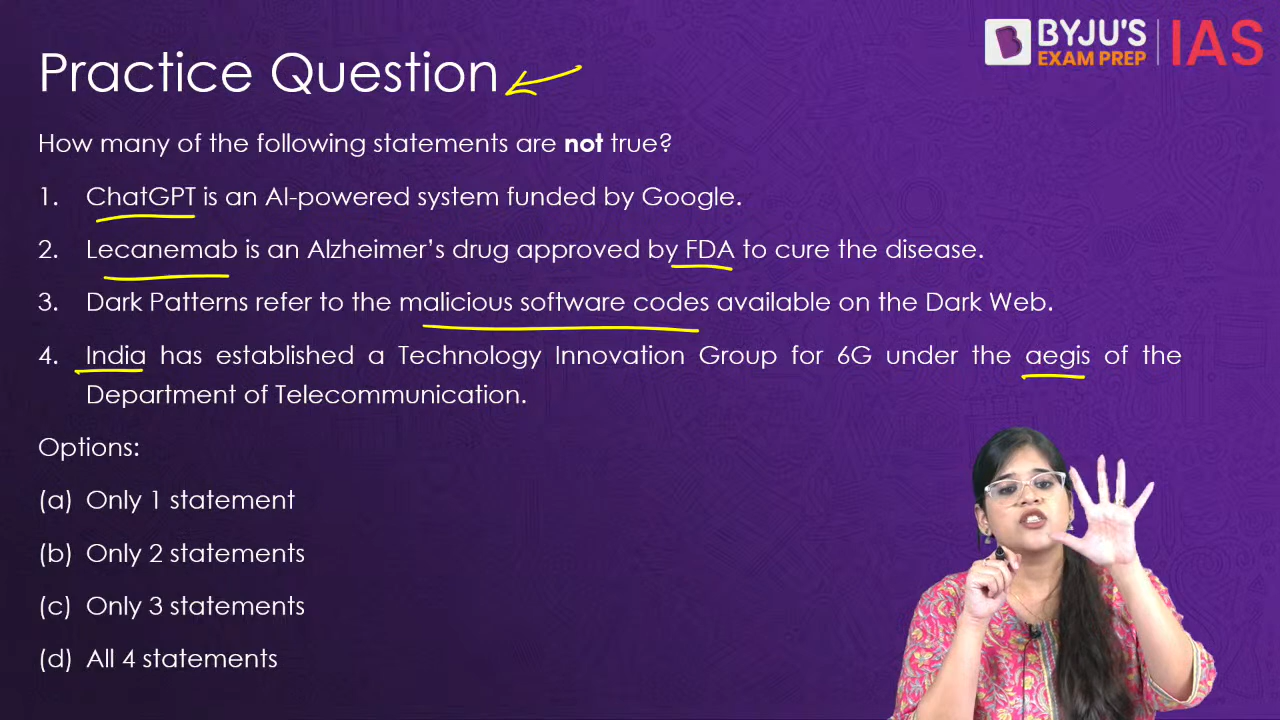 BYJU'S IAS
EXAM PREP
Practice Question
How many of the following statements are not true?
1. ChatGPT is an AI-powered system funded by Google.
2. Lecanemab is an Alzheimer's drug approved by FDA to cure the disease.
3. Dark Patterns refer to the malicious software codes available on the Dark Web.
4. India has established a Technology Innovation Group for 6G under the aegis of the
Department of Telecommunication.
Options:
(a) Only 1 statement
(b) Only 2 statements
(c) Only 3 statements
(d) All 4 statements